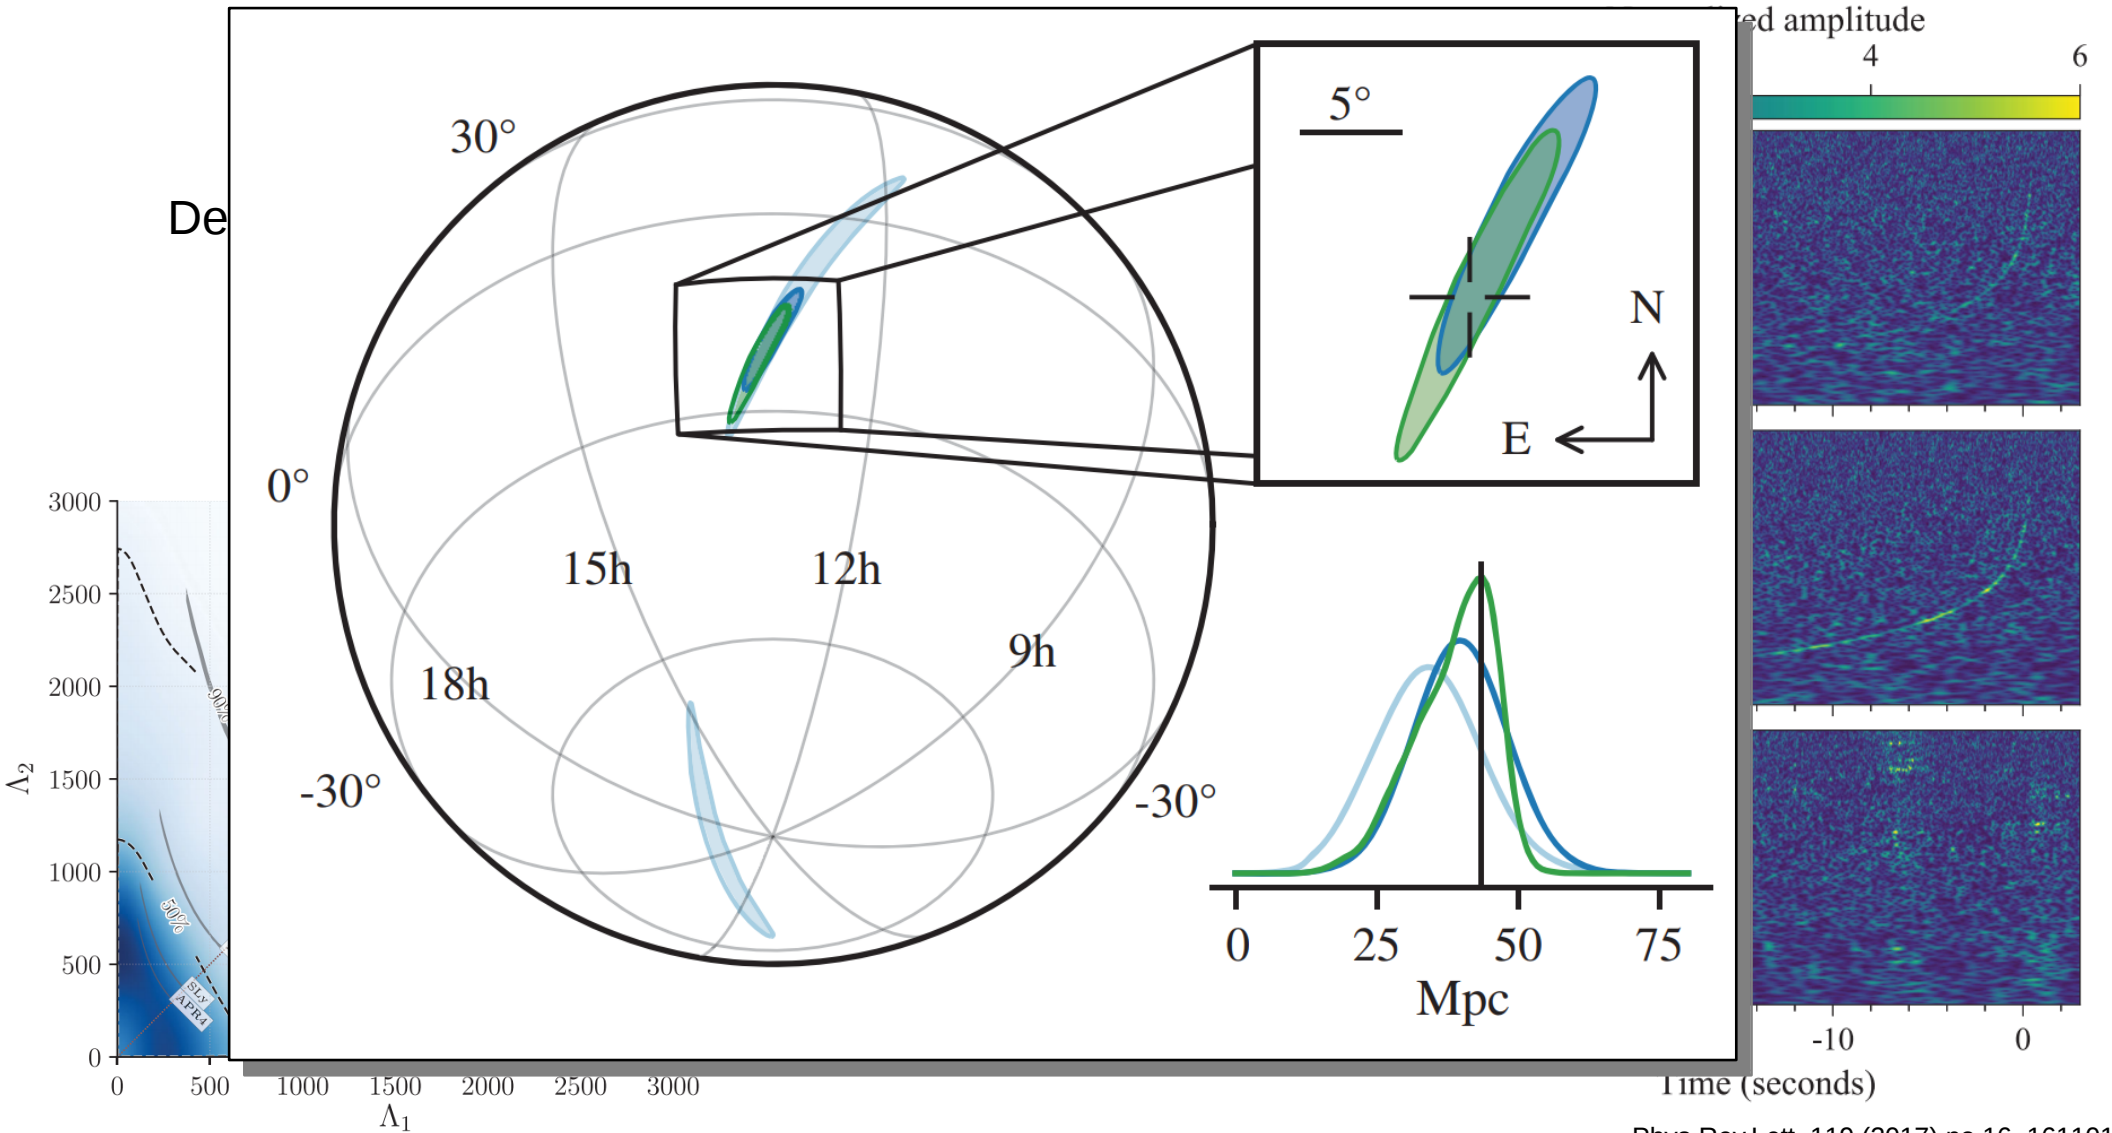 zed amplitude
4 6
30°
5°
De
N
E
0°
15h 12h
9h
18h
-30°
-30°
0 25 50 75
Mpc
3000
2500
2000
1500
1000
500
0
Λ2
90%
50%
SLy
APR4
0 500 1000 1500 2000 2500 3000
Λ1
-10 0
Time (seconds)